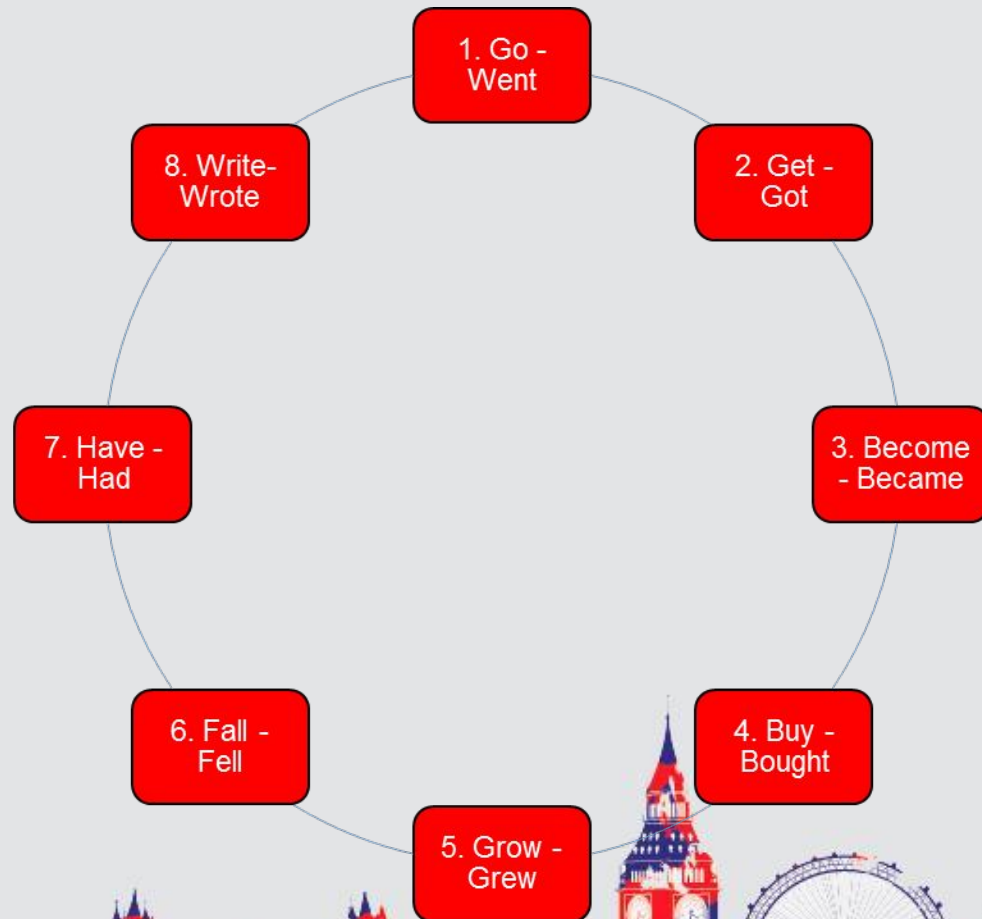 1. Go -
Went
2. Get -
Got
3. Become
- Became
4. Buy -
Bought
5. Grow -
Grew
6. Fall -
Fell
7. Have -
Had
8. Write-
Wrote